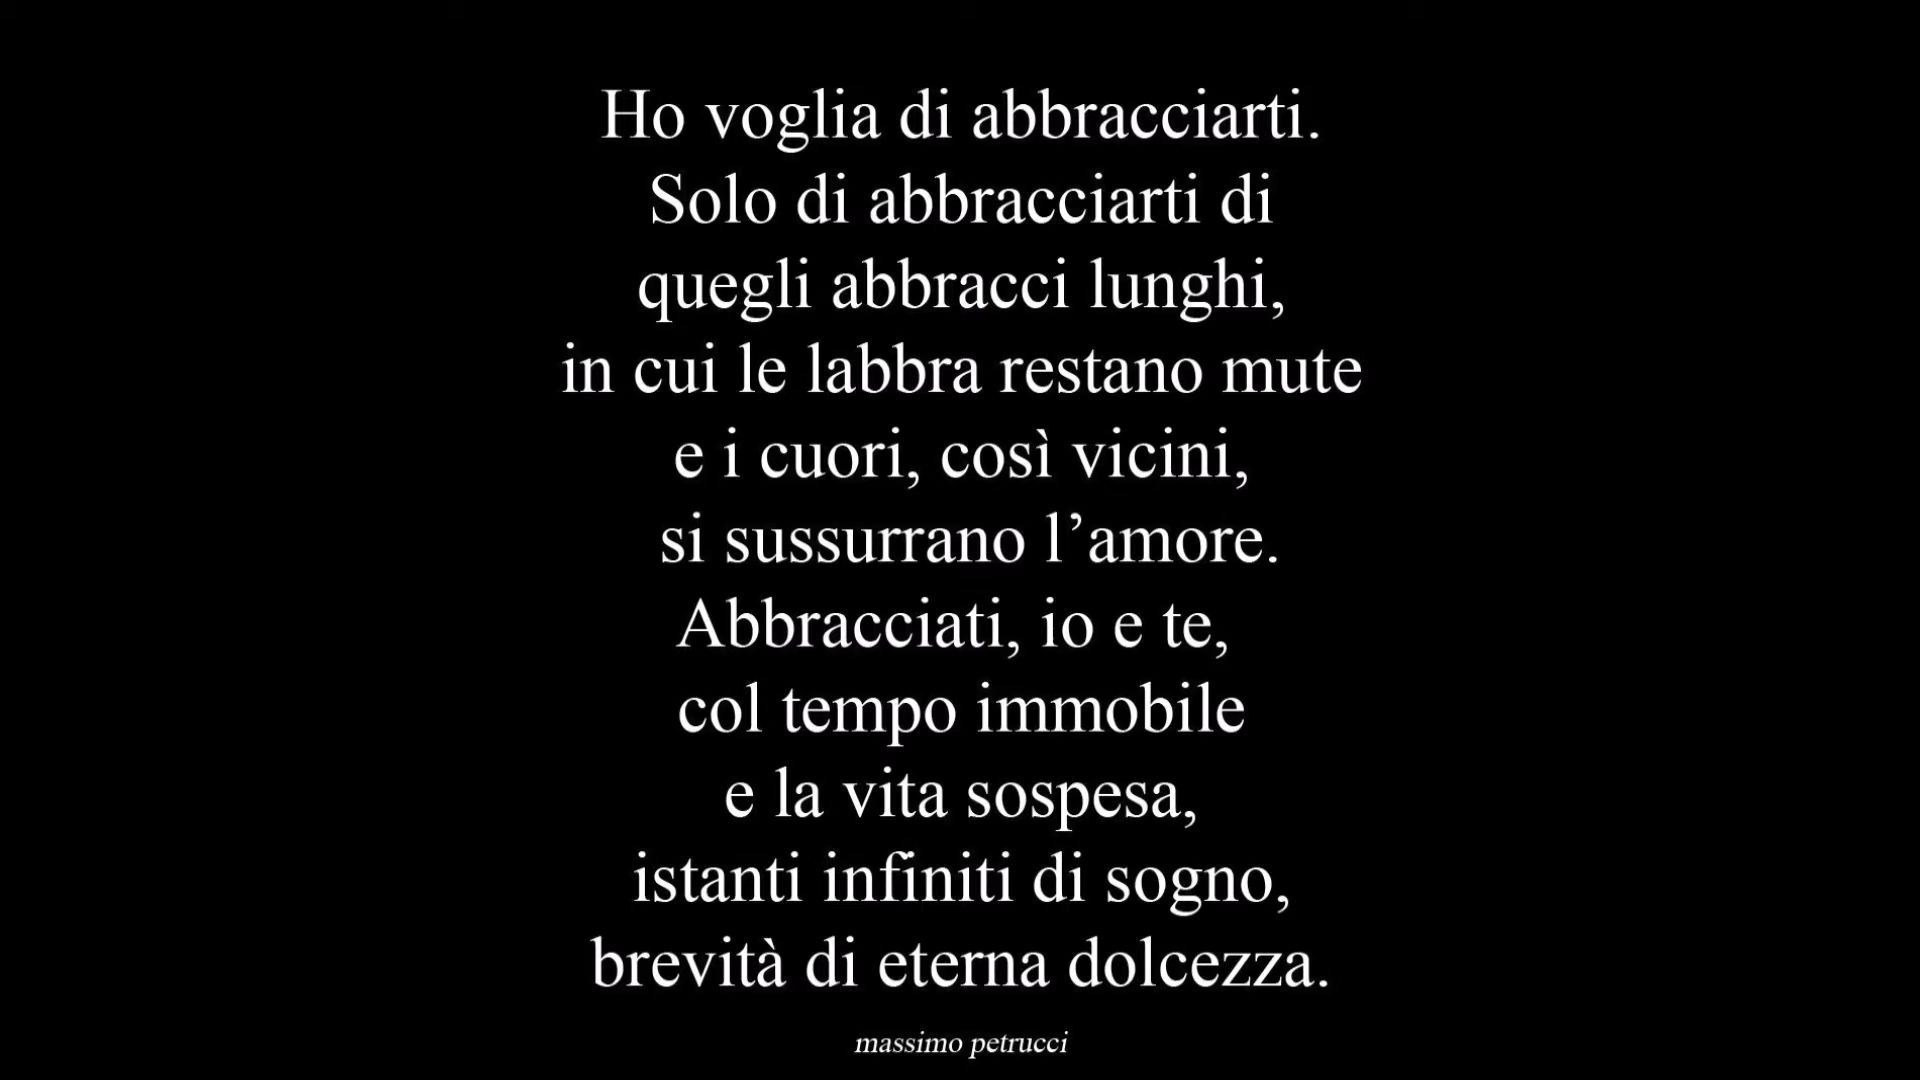 Ho voglia di abbracciarti.
Solo di abbracciarti di
quegli abbracci lunghi,
in cui le labbra restano mute
e i cuori, così vicini,
si sussurrano l’amore.
Abbracciati, io e te,
col tempo immobile
e la vita sospesa,
istanti infiniti di sogno,
brevità di eterna dolcezza.
massimo petrucci